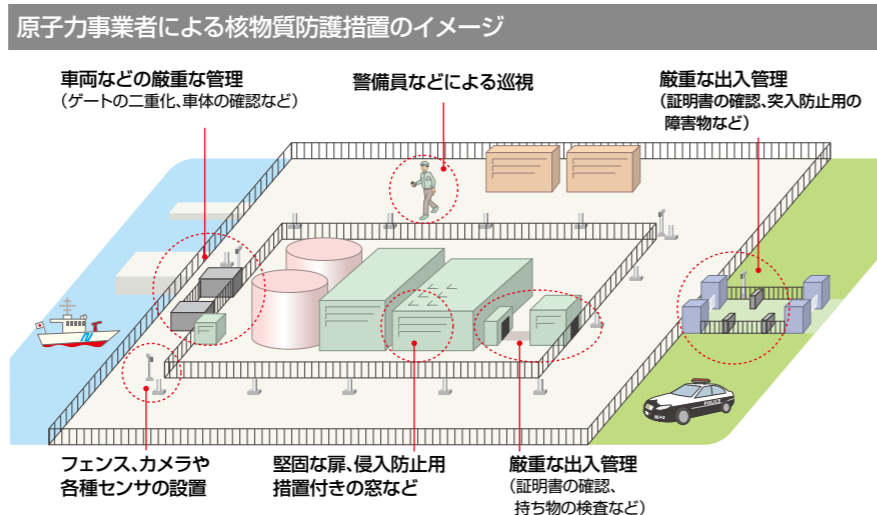 原子力事業者による核物質防護措置のイメージ
車両などの厳重な管理
（ゲートの二重化、車体の確認など）
警備員などによる巡視
厳重な出入管理
（証明書の確認、突入防止用の
障害物など）
POLICE
フェンス、カメラや
各種センサの設置
堅固な扉、侵入防止用
措置付きの窓など
厳重な出入管理
（証明書の確認、
持ち物の検査など）